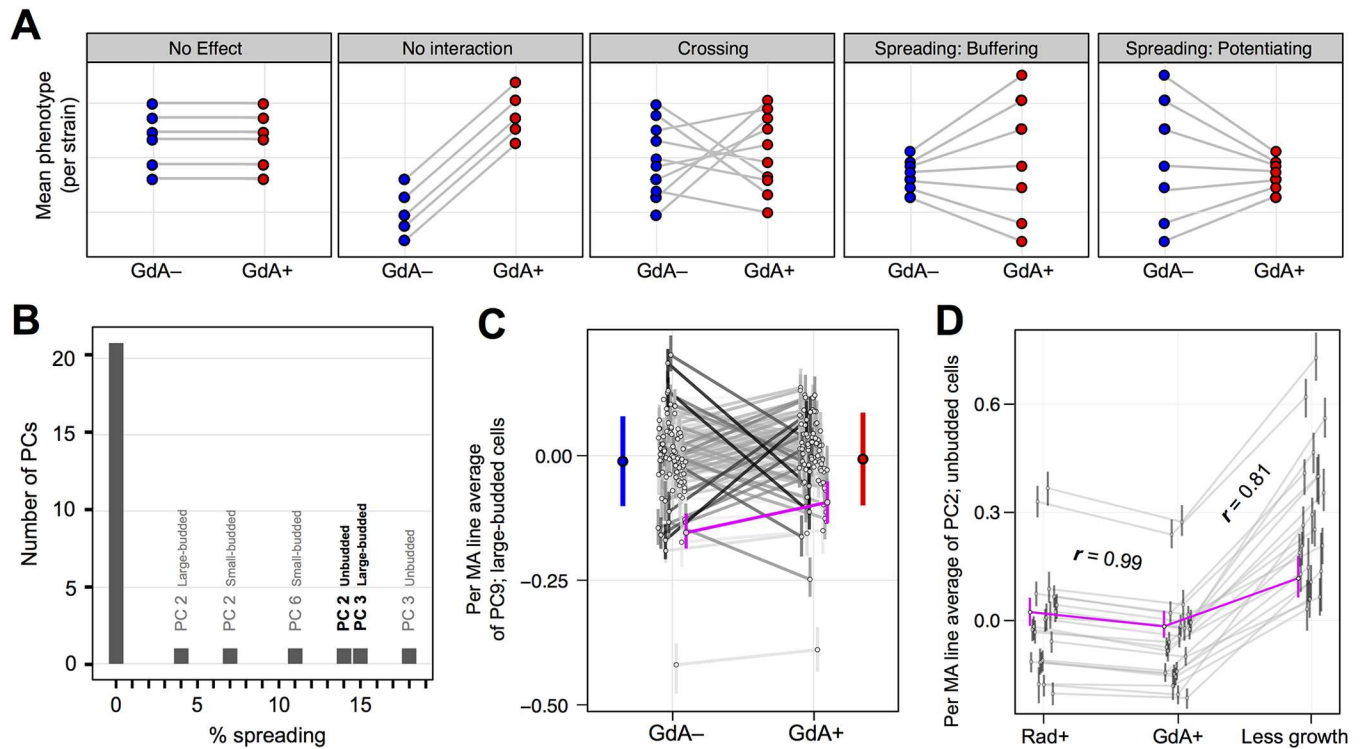 A
No Effect
No interaction
Crossing
Spreading: Buffering
Spreading: Potentiating
Mean phenotype
(per strain)
GdA–
GdA+
GdA–
GdA+
GdA–
GdA+
GdA–
GdA+
GdA–
GdA+
B
Number of PCs
20
15
10
5
0
PC 2 Large-budded
PC 2 Small-budded
PC 6 Small-budded
PC 2 Unbudded
PC 3 Large-budded
PC 3 Unbudded
0
5
10
15
% spreading
C
Per MA line average
of PC9; large-budded cells
0.00
−0.25
−0.50
GdA–
GdA+
D
Per MA line average of PC2; unbudded cells
0.6
0.3
0.0
r = 0.99
r = 0.81
Rad+
GdA+
Less growth